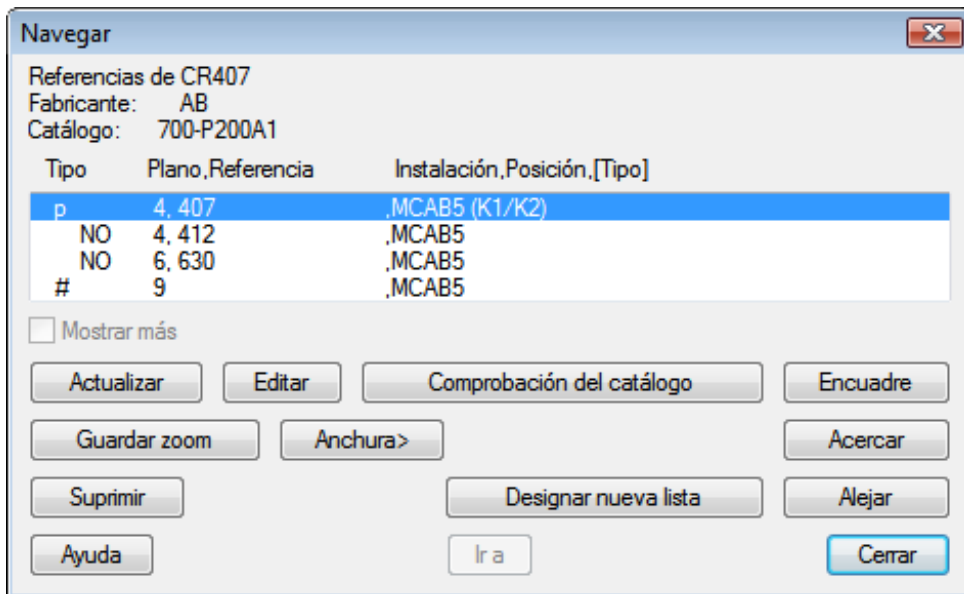 Navegar
Referencias de CR407
Fabricante: AB
Catálogo: 700-P200A1
Tipo Plano,Referencia Instalación,Posición,[Tipo]
p 4, 407 ,MCAB5 (K1/K2)
NO 4, 412 ,MCAB5
NO 6, 630 ,MCAB5
# 9 ,MCAB5
Mostrar más
Actualizar Editar Comprobación del catálogo Encuadre
Guardar zoom Anchura> Acercar
Suprimir Designar nueva lista Alejar
Ayuda Ir a Cerrar